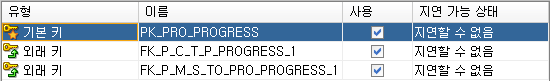 유형 이름 사용 지연 가능 상태
기본 키 PK_PRO_PROGRESS 지연할 수 없음
외래 키 FK_P_C_T_P_PROGRESS_1 지연할 수 없음
외래 키 FK_P_M_S_TO_PRO_PROGRESS_1 지연할 수 없음